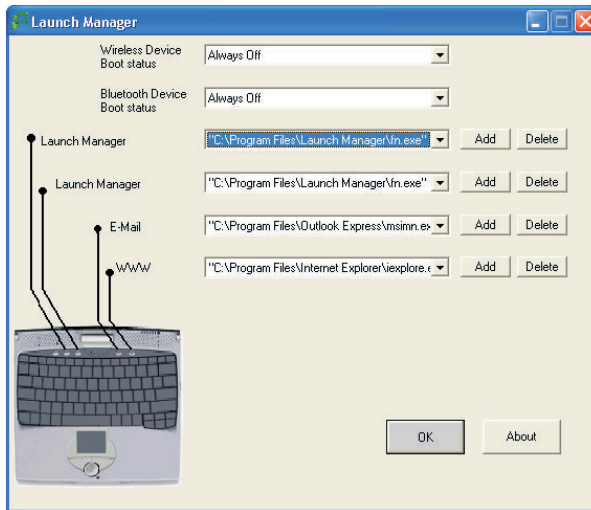 Launch Manager
Wireless Device
Boot status
Always Off
Bluetooth Device
Boot status
Always Off
Launch Manager
"C:\Program Files\Launch Manager\fn.exe"
Add
Delete
Launch Manager
"C:\Program Files\Launch Manager\fn.exe"
Add
Delete
E-Mail
"C:\Program Files\Outlook Express\msimn.ex
Add
Delete
WWW
"C:\Program Files\Internet Explorer\iexplore.e
Add
Delete
OK
About